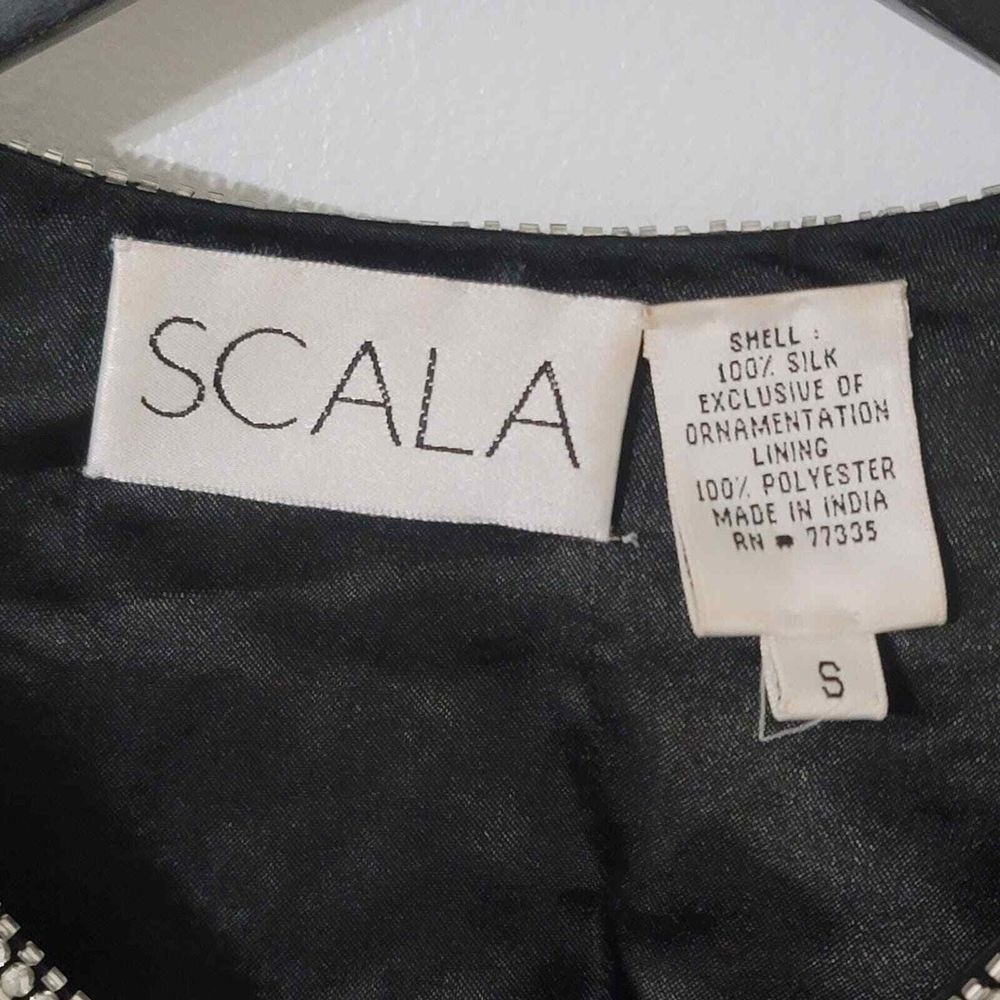 SCALA
SHELL :
100% SILK
EXCLUSIVE OF
ORNAMENTATION
LINING
100% POLYESTER
MADE IN INDIA
RN # 77335
S